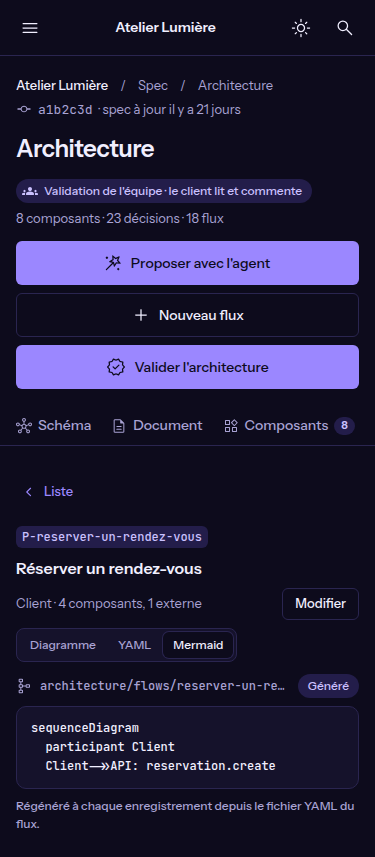 Atelier Lumière
Atelier Lumière / Spec / Architecture
a1b2c3d · spec à jour il y a 21 jours
Architecture
Validation de l'équipe · le client lit et commente
8 composants · 23 décisions · 18 flux
Proposer avec l'agent
Nouveau flux
Valider l'architecture
Schéma Document Composants 8
Liste
P-reserver-un-rendez-vous
Réserver un rendez-vous
Client · 4 composants, 1 externe Modifier
Diagramme YAML Mermaid
architecture/flows/reserver-un-re… Généré
sequenceDiagram
participant Client
Client->>API: reservation.create
Régénéré à chaque enregistrement depuis le fichier YAML du
flux.